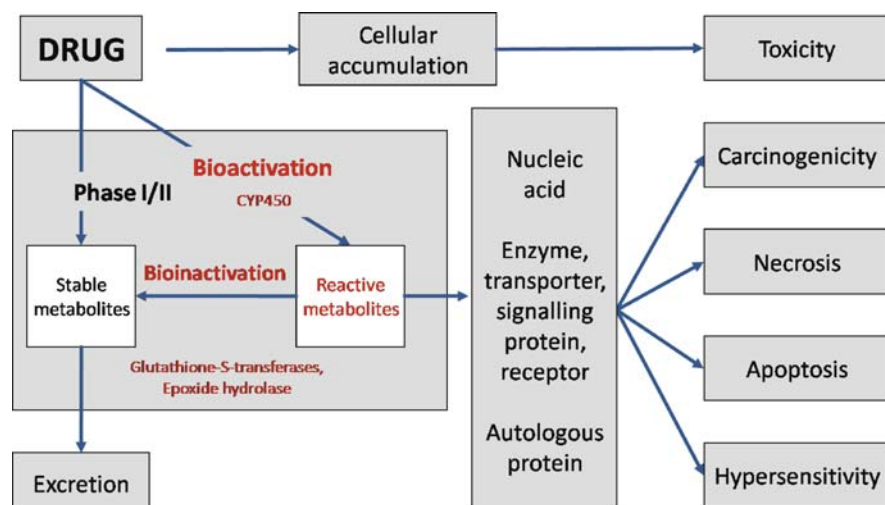 DRUG
Cellular
accumulation
Toxicity
Bioactivation
Phase I/II
CYP450
Stable
metabolites
Bioinactivation
Reactive
metabolites
Glutathione-S-transferases,
Epoxide hydrolase
Excretion
Nucleic
acid
Enzyme,
transporter,
signalling
protein,
receptor
Autologous
protein
Carcinogenicity
Necrosis
Apoptosis
Hypersensitivity